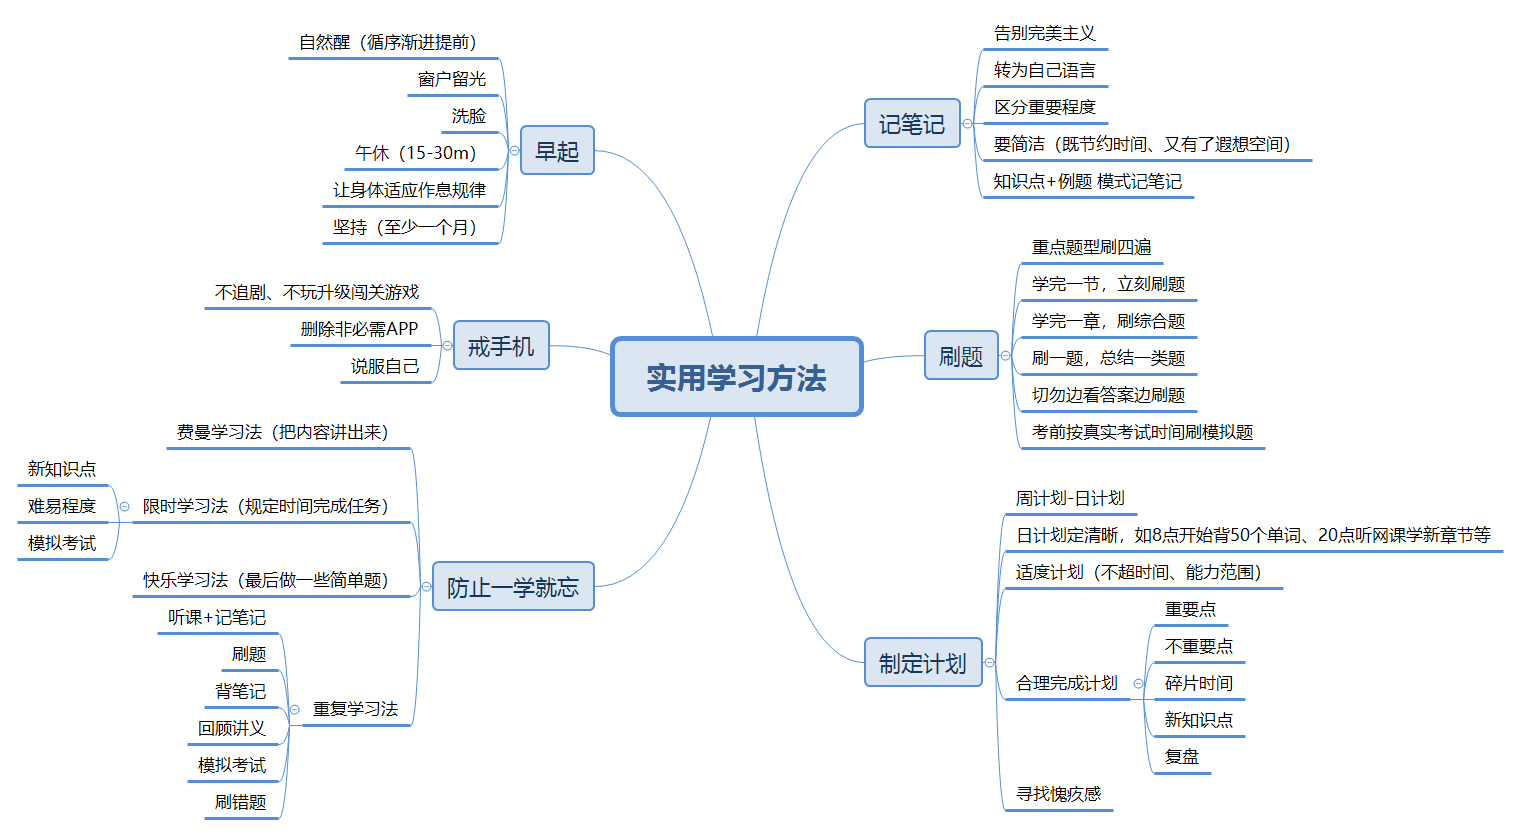 实用学习方法
记笔记
告别完美主义
转为自己语言
区分重要程度
要简洁（既节约时间、又有了遐想空间）
知识点+例题 模式记笔记
刷题
重点题型刷四遍
学完一节，立刻刷题
学完一章，刷综合题
刷一题，总结一类题
切勿边看答案边刷题
考前按真实考试时间刷模拟题
制定计划
周计划-日计划
日计划定清晰，如8点开始背50个单词、20点听网课学新章节等
适度计划（不超时间、能力范围）
合理完成计划
重要点
不重要点
碎片时间
新知识点
复盘
寻找愧疚感
早起
自然醒（循序渐进提前）
窗户留光
洗脸
午休（15-30m）
让身体适应作息规律
坚持（至少一个月）
戒手机
不追剧、不玩升级闯关游戏
删除非必需APP
说服自己
防止一学就忘
费曼学习法（把内容讲出来）
限时学习法（规定时间完成任务）
新知识点
难易程度
模拟考试
快乐学习法（最后做一些简单题）
重复学习法
听课+记笔记
刷题
背笔记
回顾讲义
模拟考试
刷错题